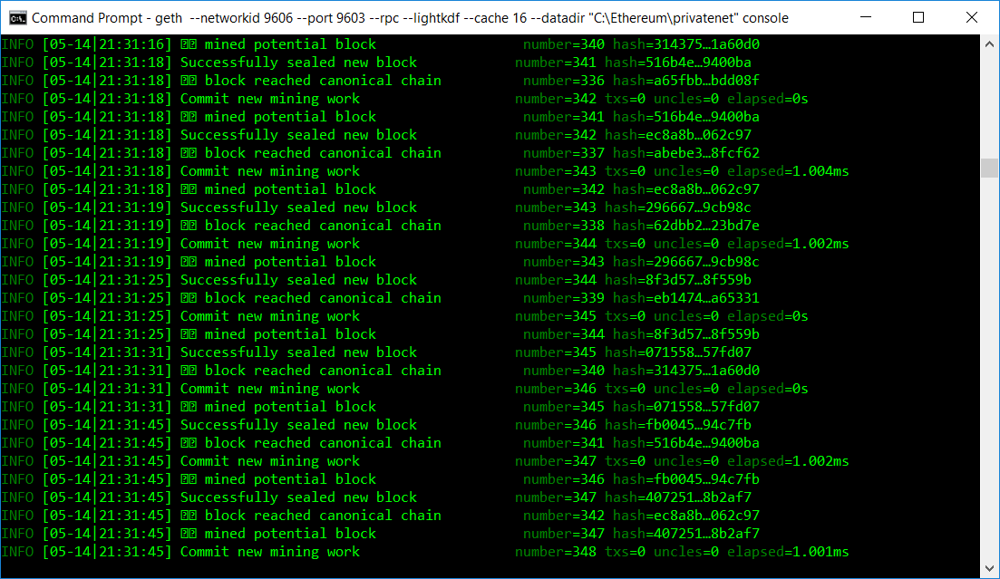 Command Prompt - geth  --networkid 9606 --port 9603 --rpc --lightkdf --cache 16 --datadir "C:\Ethereum\privatenet" console
INFO [05-14|21:31:16] mined potential block number=340 hash=314375…1a60d0
INFO [05-14|21:31:18] Successfully sealed new block number=341 hash=516b4e…9400ba
INFO [05-14|21:31:18] block reached canonical chain number=336 hash=a65fbb…bdd08f
INFO [05-14|21:31:18] Commit new mining work number=342 txs=0 uncles=0 elapsed=0s
INFO [05-14|21:31:18] mined potential block number=341 hash=516b4e…9400ba
INFO [05-14|21:31:18] Successfully sealed new block number=342 hash=ec8a8b…062c97
INFO [05-14|21:31:18] block reached canonical chain number=337 hash=abebe3…8fcf62
INFO [05-14|21:31:18] Commit new mining work number=343 txs=0 uncles=0 elapsed=1.004ms
INFO [05-14|21:31:18] mined potential block number=342 hash=ec8a8b…062c97
INFO [05-14|21:31:19] Successfully sealed new block number=343 hash=296667…9cb98c
INFO [05-14|21:31:19] block reached canonical chain number=338 hash=62dbb2…23bd7e
INFO [05-14|21:31:19] Commit new mining work number=344 txs=0 uncles=0 elapsed=1.002ms
INFO [05-14|21:31:19] mined potential block number=343 hash=296667…9cb98c
INFO [05-14|21:31:25] Successfully sealed new block number=344 hash=8f3d57…8f559b
INFO [05-14|21:31:25] block reached canonical chain number=339 hash=eb1474…a65331
INFO [05-14|21:31:25] Commit new mining work number=345 txs=0 uncles=0 elapsed=0s
INFO [05-14|21:31:25] mined potential block number=344 hash=8f3d57…8f559b
INFO [05-14|21:31:31] Successfully sealed new block number=345 hash=071558…57fd07
INFO [05-14|21:31:31] block reached canonical chain number=340 hash=314375…1a60d0
INFO [05-14|21:31:31] Commit new mining work number=346 txs=0 uncles=0 elapsed=0s
INFO [05-14|21:31:31] mined potential block number=345 hash=071558…57fd07
INFO [05-14|21:31:45] Successfully sealed new block number=346 hash=fb0045…94c7fb
INFO [05-14|21:31:45] block reached canonical chain number=341 hash=516b4e…9400ba
INFO [05-14|21:31:45] Commit new mining work number=347 txs=0 uncles=0 elapsed=1.002ms
INFO [05-14|21:31:45] mined potential block number=346 hash=fb0045…94c7fb
INFO [05-14|21:31:45] Successfully sealed new block number=347 hash=407251…8b2af7
INFO [05-14|21:31:45] block reached canonical chain number=342 hash=ec8a8b…062c97
INFO [05-14|21:31:45] mined potential block number=347 hash=407251…8b2af7
INFO [05-14|21:31:45] Commit new mining work number=348 txs=0 uncles=0 elapsed=1.001ms